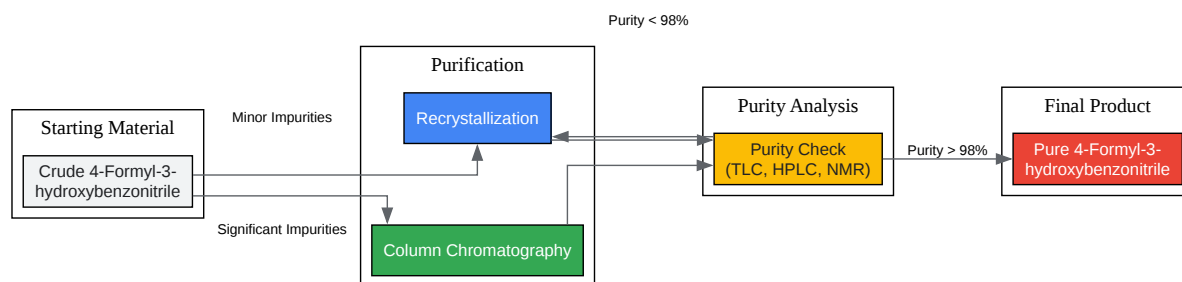 Purity < 98%
Purification
Recrystallization
Column Chromatography
Starting Material
Crude 4-Formyl-3-
hydroxybenzonitrile
Minor Impurities
Significant Impurities
Purity Analysis
Purity Check
(TLC, HPLC, NMR)
Purity > 98%
Final Product
Pure 4-Formyl-3-
hydroxybenzonitrile